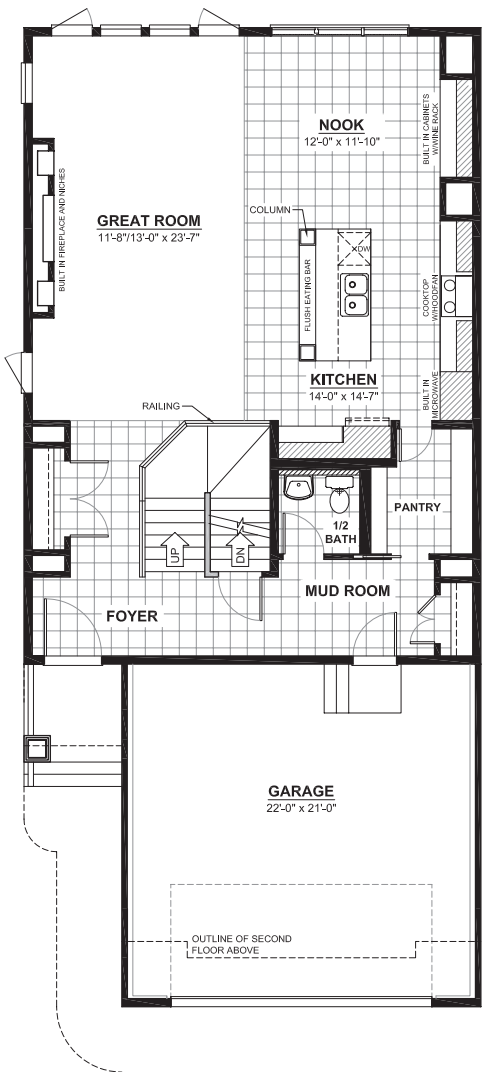 NOOK
12'-0" x 11'-10"
BUILT IN CABINETS
W/WINE RACK
BUILT IN FIREPLACE AND NICHES
GREAT ROOM
11'-8"/13'-0" x 23'-7"
COLUMN
DW
FLUSH EATING BAR
COOKTOP
W/HOODFAN
KITCHEN
14'-0" x 14'-7"
BUILT IN
MICROWAVE
RAILING
PANTRY
1/2
BATH
UP
DN
MUD ROOM
FOYER
GARAGE
22'-0" x 21'-0"
OUTLINE OF SECOND
FLOOR ABOVE